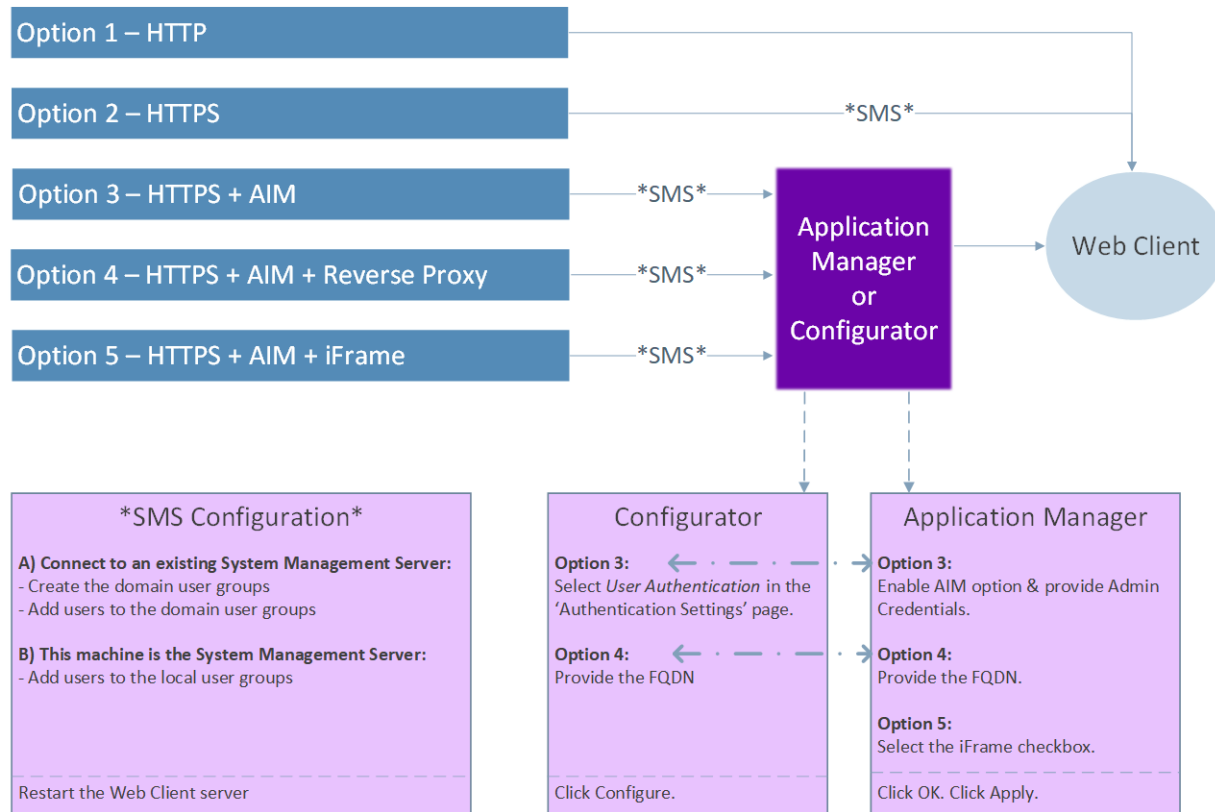 Option 1 – HTTP
Option 2 – HTTPS
*SMS*
Option 3 – HTTPS + AIM
*SMS*
Option 4 – HTTPS + AIM + Reverse Proxy
*SMS*
Option 5 – HTTPS + AIM + iFrame
*SMS*
Application
Manager
or
Configurator
Web Client
*SMS Configuration*
A) Connect to an existing System Management Server:
- Create the domain user groups
- Add users to the domain user groups
B) This machine is the System Management Server:
- Add users to the local user groups
Restart the Web Client server
Configurator
Option 3:
Select User Authentication in the
‘Authentication Settings’ page.
Option 4:
Provide the FQDN
Click Configure.
Application Manager
Option 3:
Enable AIM option & provide Admin
Credentials.
Option 4:
Provide the FQDN.
Option 5:
Select the iFrame checkbox.
Click OK. Click Apply.